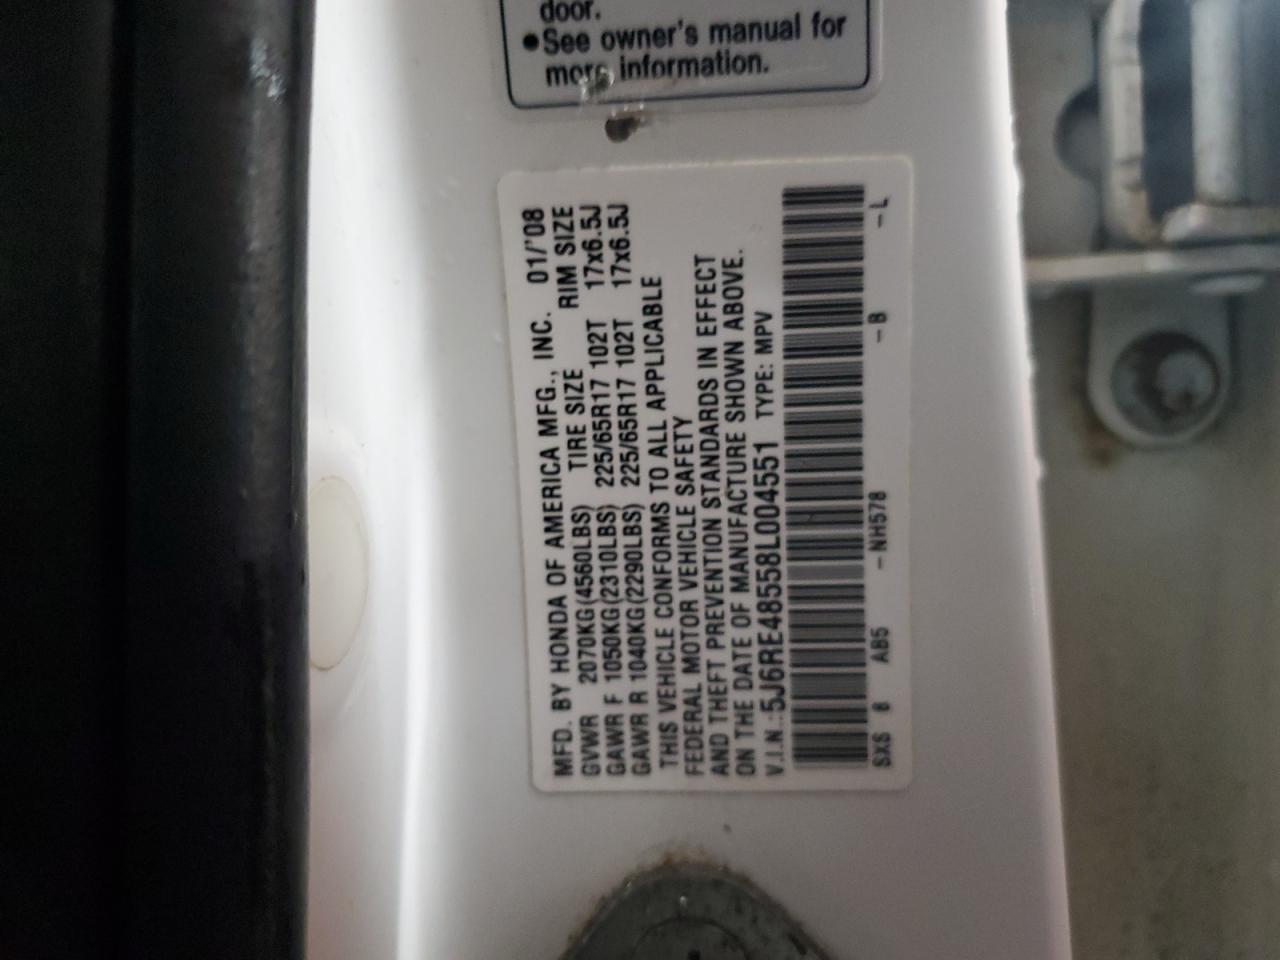 door.
●See owner's manual for
more information.
MFD. BY HONDA OF AMERICA MFG., INC. 01/'08
GVWR 2070KG(4560LBS) TIRE SIZE RIM SIZE
GAWR F 1050KG(2310LBS) 225/65R17 102T 17x6.5J
GAWR R 1040KG(2290LBS) 225/65R17 102T 17x6.5J
THIS VEHICLE CONFORMS TO ALL APPLICABLE
FEDERAL MOTOR VEHICLE SAFETY
AND THEFT PREVENTION STANDARDS IN EFFECT
ON THE DATE OF MANUFACTURE SHOWN ABOVE.
V.I.N.:5J6RE48558L004551 TYPE: MPV
SXS 8 AB5 -NH578 -B -L